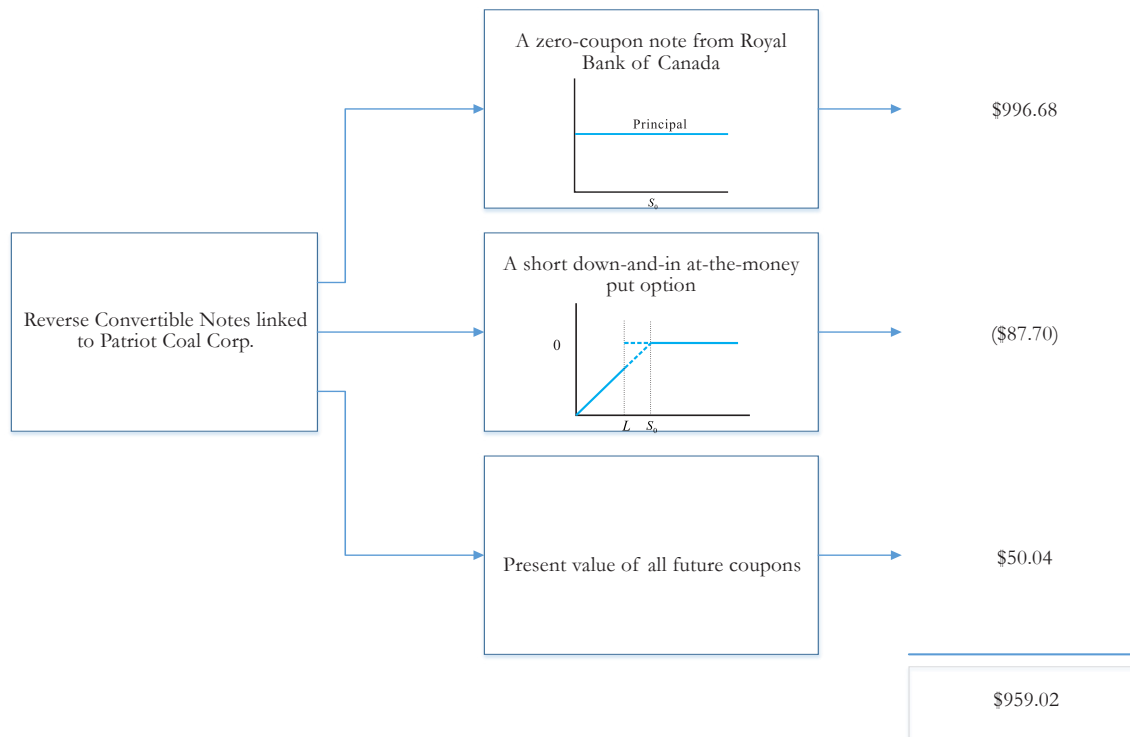 A zero-coupon note from Royal
Bank of Canada
Principal
S₀
$996.68
Reverse Convertible Notes linked
to Patriot Coal Corp.
A short down-and-in at-the-money
put option
0
L S₀
($87.70)
Present value of all future coupons
$50.04
$959.02